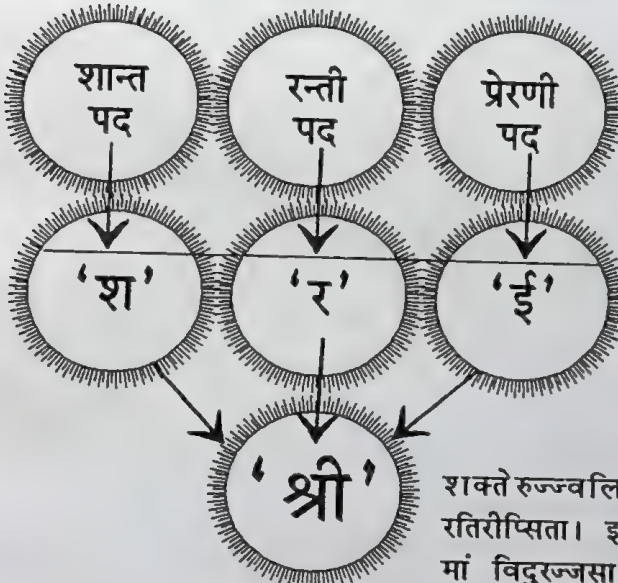 शान्त रन्ती प्रेरणी
पद पद पद
‘श’ ‘र’ ‘ई’
‘श्री’
शक्ते रुज्ज्वलि
रतिरीप्सिता। इ
मां विदुरज्जसा